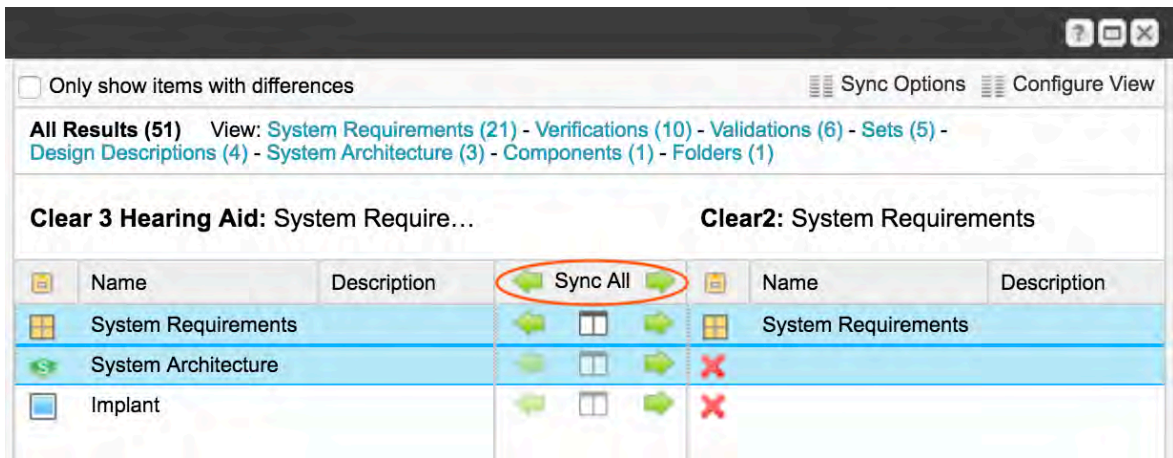 Only show items with differences Sync Options Configure View
All Results (51) View: System Requirements (21) - Verifications (10) - Validations (6) - Sets (5) -
Design Descriptions (4) - System Architecture (3) - Components (1) - Folders (1)
Clear 3 Hearing Aid: System Require… Clear2: System Requirements
Name Description Sync All Name Description
System Requirements System Requirements
System Architecture
Implant